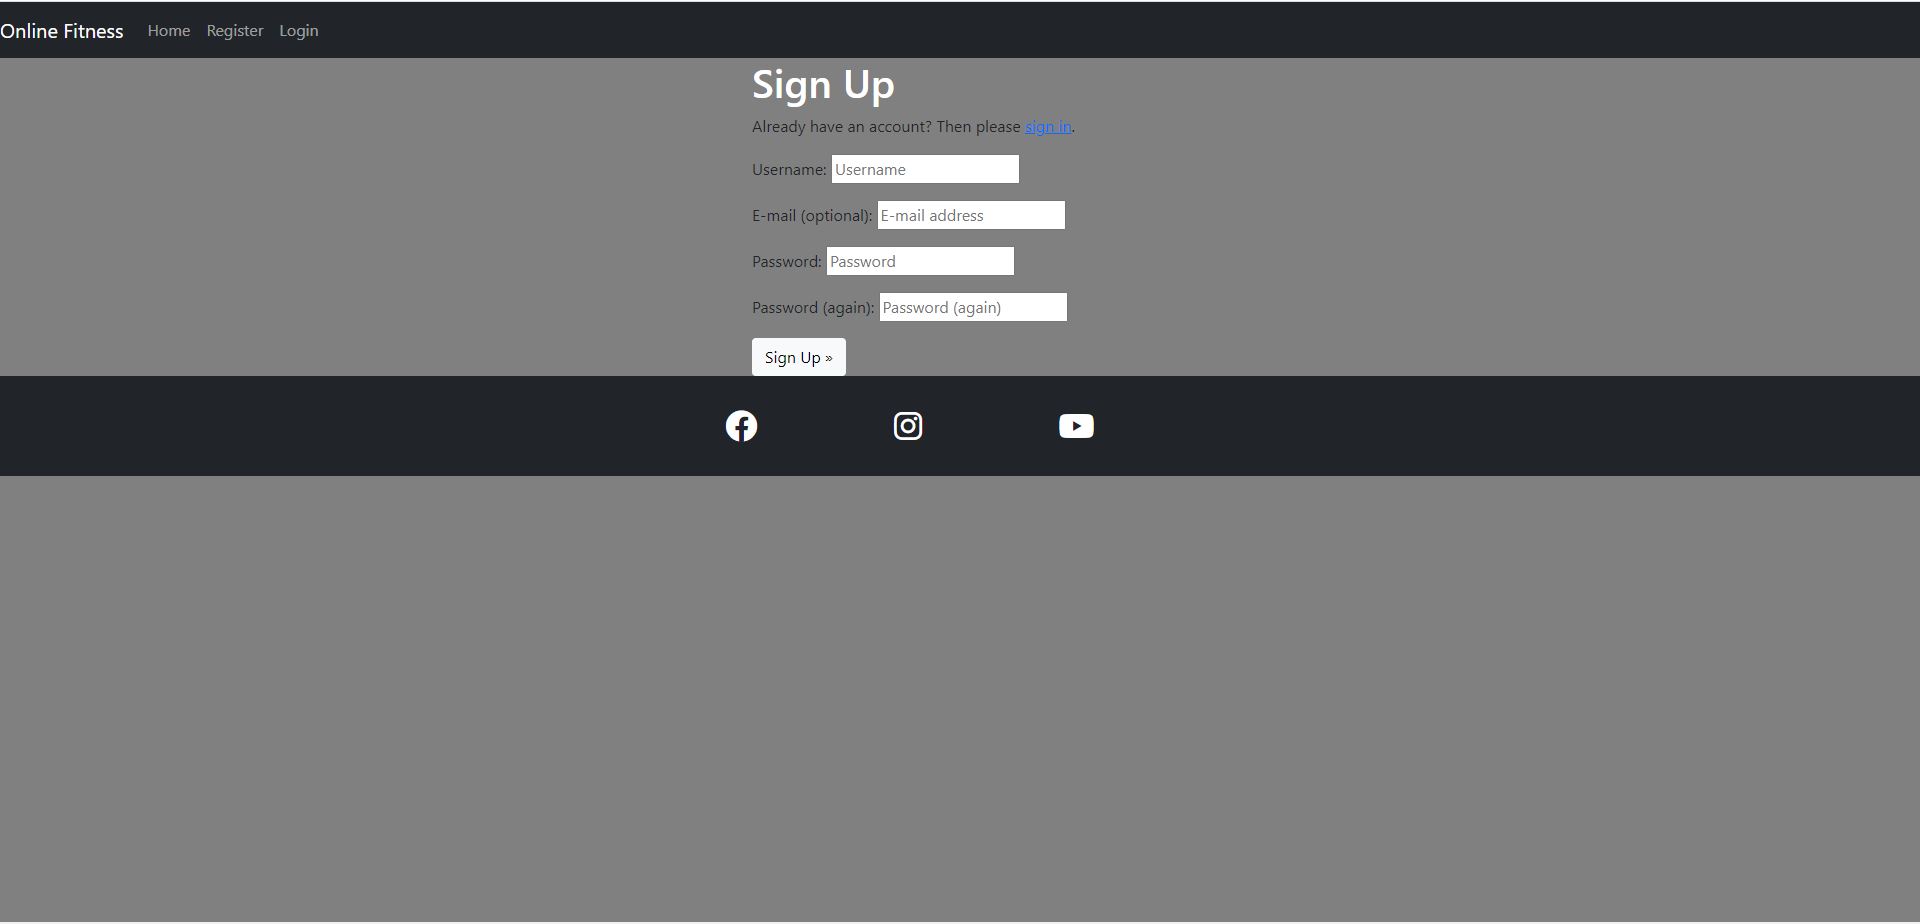 Online Fitness Home Register Login
Sign Up
Already have an account? Then please sign in.
Username: Username
E-mail (optional): E-mail address
Password: Password
Password (again): Password (again)
Sign Up »